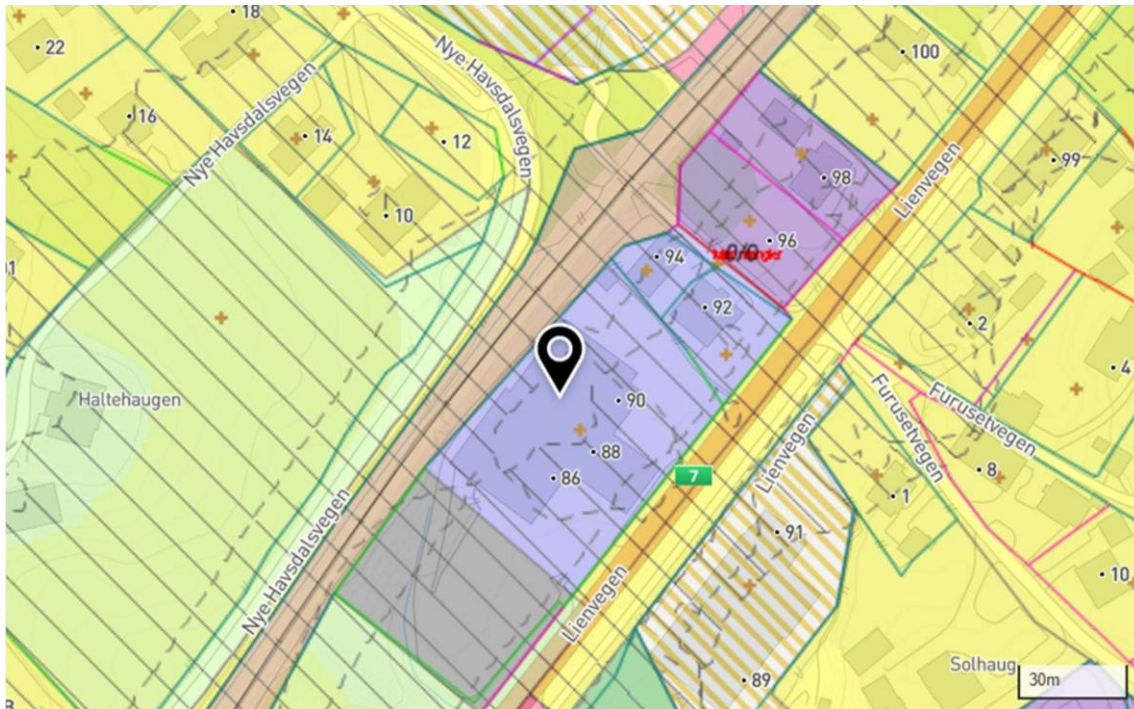 18
22
Nye Havsdalsvegen
100
16
Nye Havsdalsvegen
14
12
99
98
Lienvegen
10
96
94
92
2
4
Haltehaugen
90
Furusetvegen
Furusetvegen
88
8
86
7
Lienvegen
1
91
Nye Havsdalsvegen
10
Lienvegen
Solhaug
30m
89